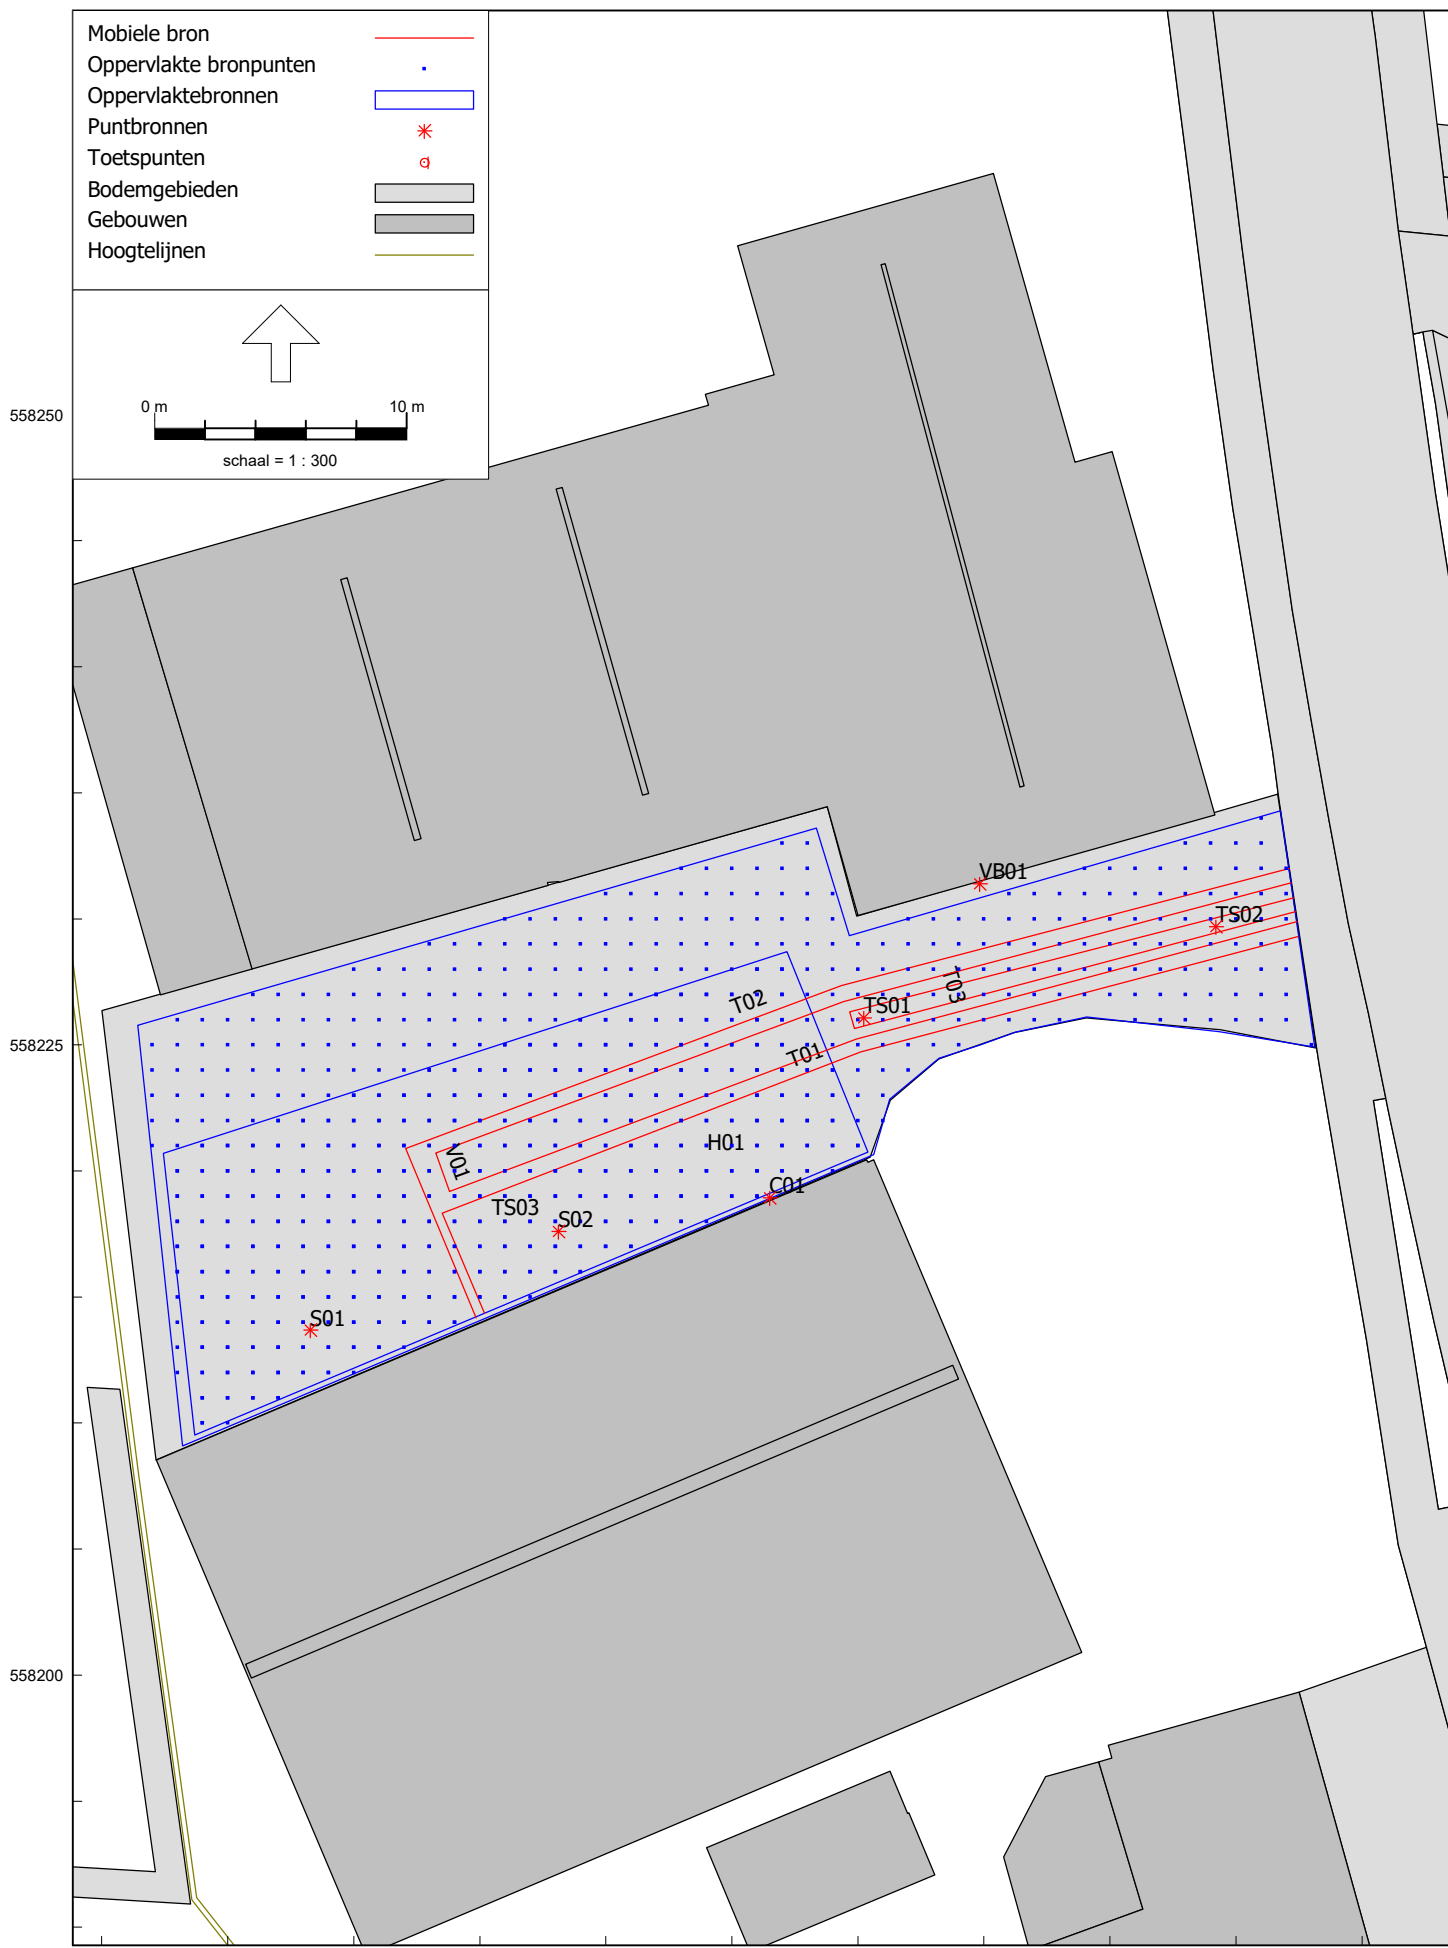 Mobiele bron
Oppervlakte bronpunten
Oppervlaktebronnen
Puntbronnen
Toetspunten
Bodemgebieden
Gebouwen
Hoogtelijnen
0 m 10 m
schaal = 1 : 300
558250
VB01
TS02
T03
T02
TS01
558225
T01
H01
V01
C01
TS03
S02
S01
558200